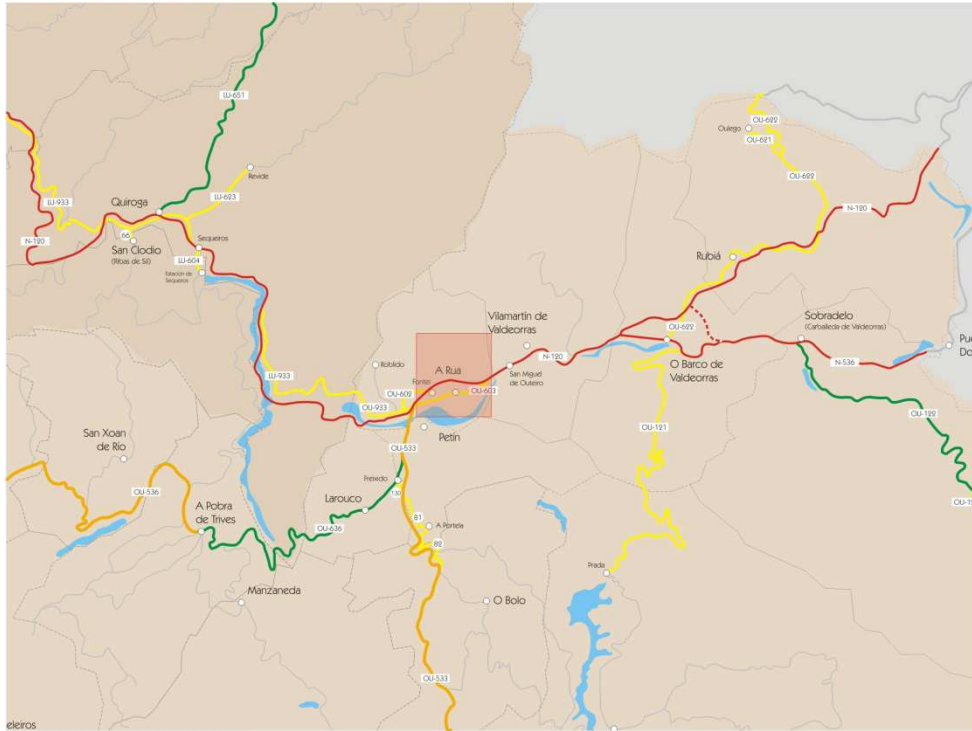 OU-622
Oulego
OU-621
LU-651
OU-622
Revide
LU-623
LU-933
Quiroga
N-120
N-120
66
San Clodio
(Ribas de Sil)
Sequeiros
LU-604
Estación de
Sequeiros
Rubiá
Vilamartín de
Valdeorras
OU-622
Sobradelo
(Carballeda de Valdeorras)
N-120
San Miguel
de Outeiro
O Barco de
Valdeorras
N-536
Roblido
A Rua
LU-933
Fontei
OU-602
OU-603
OU-933
Petín
OU-122
OU-121
San Xoan
de Río
OU-533
Freixido
OU-536
130
Larouco
A Pobra
de Trives
OU-636
81
A Portela
82
Prada
Manzaneda
O Bolo
OU-533
eleiros